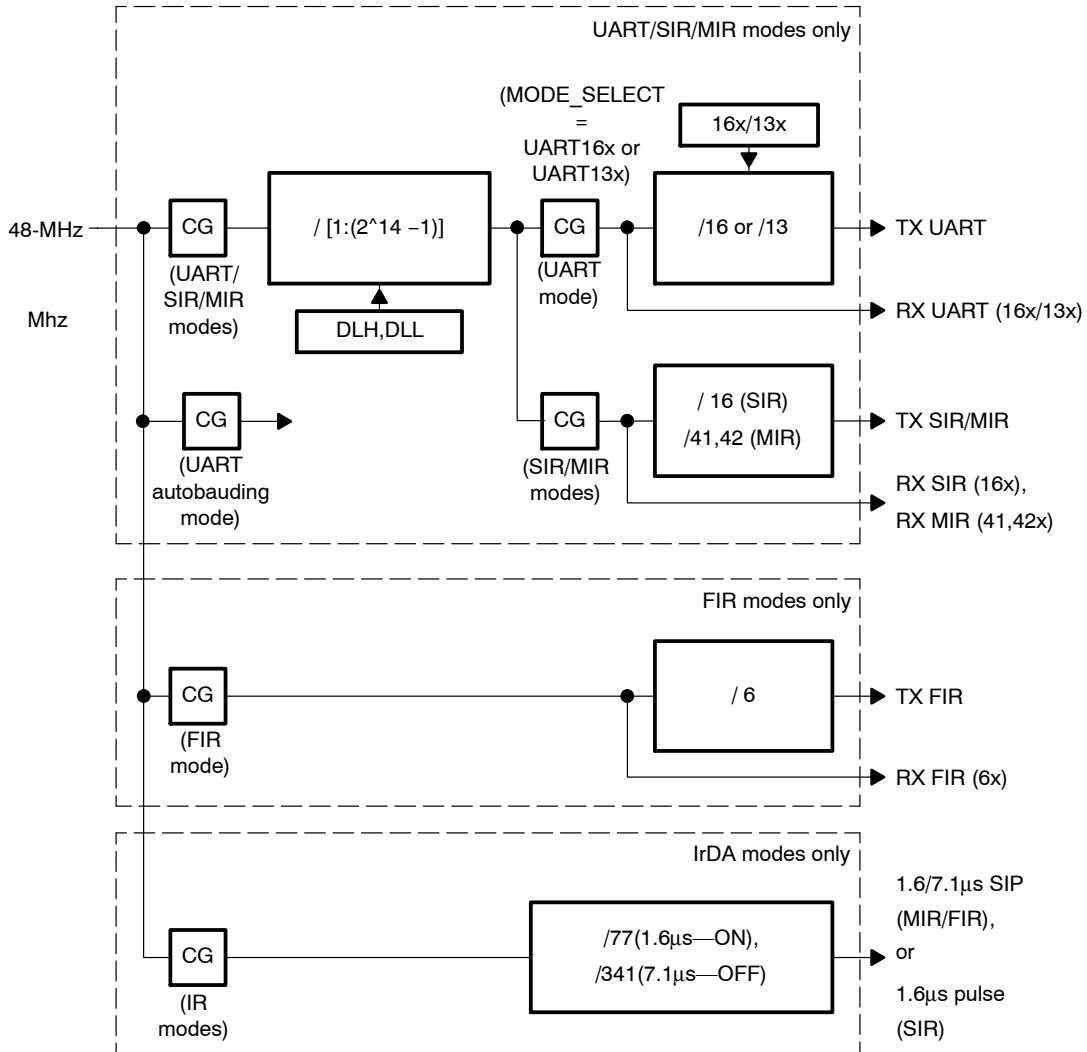 UART/SIR/MIR modes only
(MODE_SELECT
=
UART16x or
UART13x)
16x/13x
48-MHz
CG
/ [1:(2^14 −1)]
CG
/16 or /13
TX UART
(UART/
SIR/MIR
modes)
(UART
mode)
Mhz
DLH,DLL
RX UART (16x/13x)
CG
CG
/ 16 (SIR)
/41,42 (MIR)
TX SIR/MIR
(UART
autobauding
mode)
(SIR/MIR
modes)
RX SIR (16x),
RX MIR (41,42x)
FIR modes only
CG
/ 6
TX FIR
(FIR
mode)
RX FIR (6x)
IrDA modes only
CG
/77(1.6μs—ON),
/341(7.1μs—OFF)
1.6/7.1μs SIP
(MIR/FIR),
or
1.6μs pulse
(SIR)
(IR
modes)